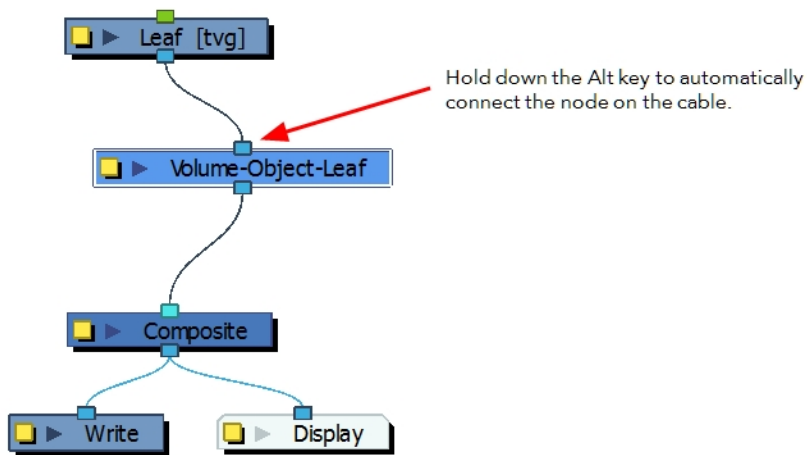 Leaf [tvg]
Hold down the Alt key to automatically
connect the node on the cable.
Volume-Object-Leaf
Composite
Write
Display